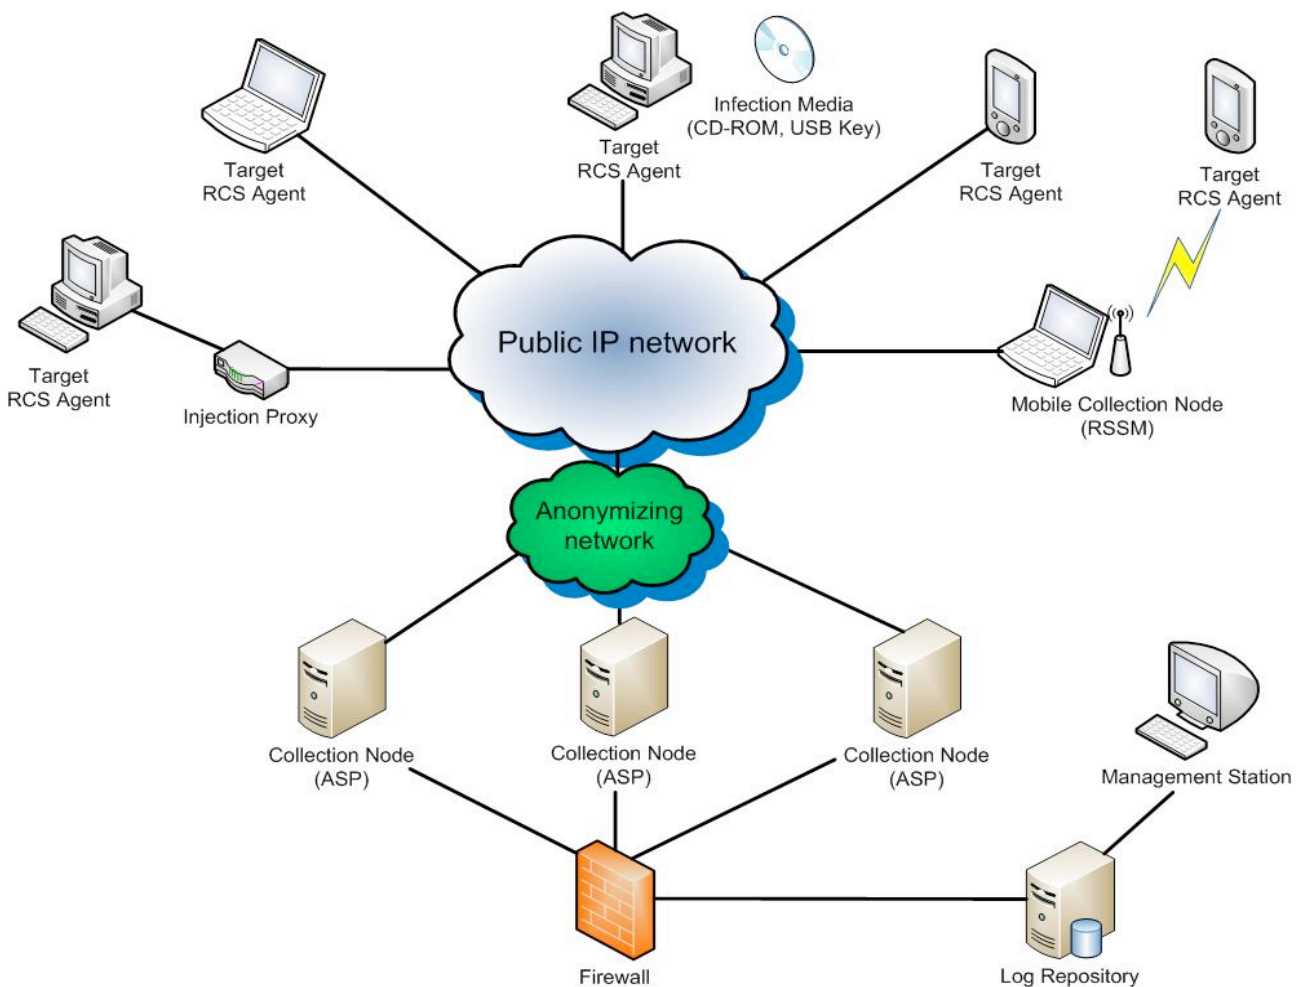 Infection Media
(CD-ROM, USB Key)
Target
RCS Agent
Target
RCS Agent
Target
RCS Agent
Target
RCS Agent
Target
RCS Agent
Injection Proxy
Public IP network
Mobile Collection Node
(RSSM)
Anonymizing
network
Collection Node
(ASP)
Collection Node
(ASP)
Collection Node
(ASP)
Management Station
Firewall
Log Repository